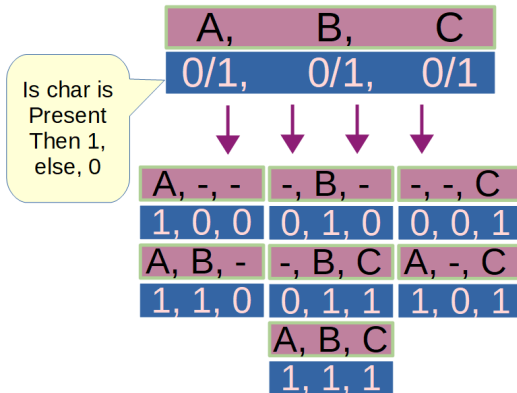 A, B, C
0/1, 0/1, 0/1
Is char is
Present
Then 1,
else, 0
A, -, -
-, B, -
-, -, C
1, 0, 0
0, 1, 0
0, 0, 1
A, B, -
-, B, C
A, -, C
1, 1, 0
0, 1, 1
1, 0, 1
A, B, C
1, 1, 1